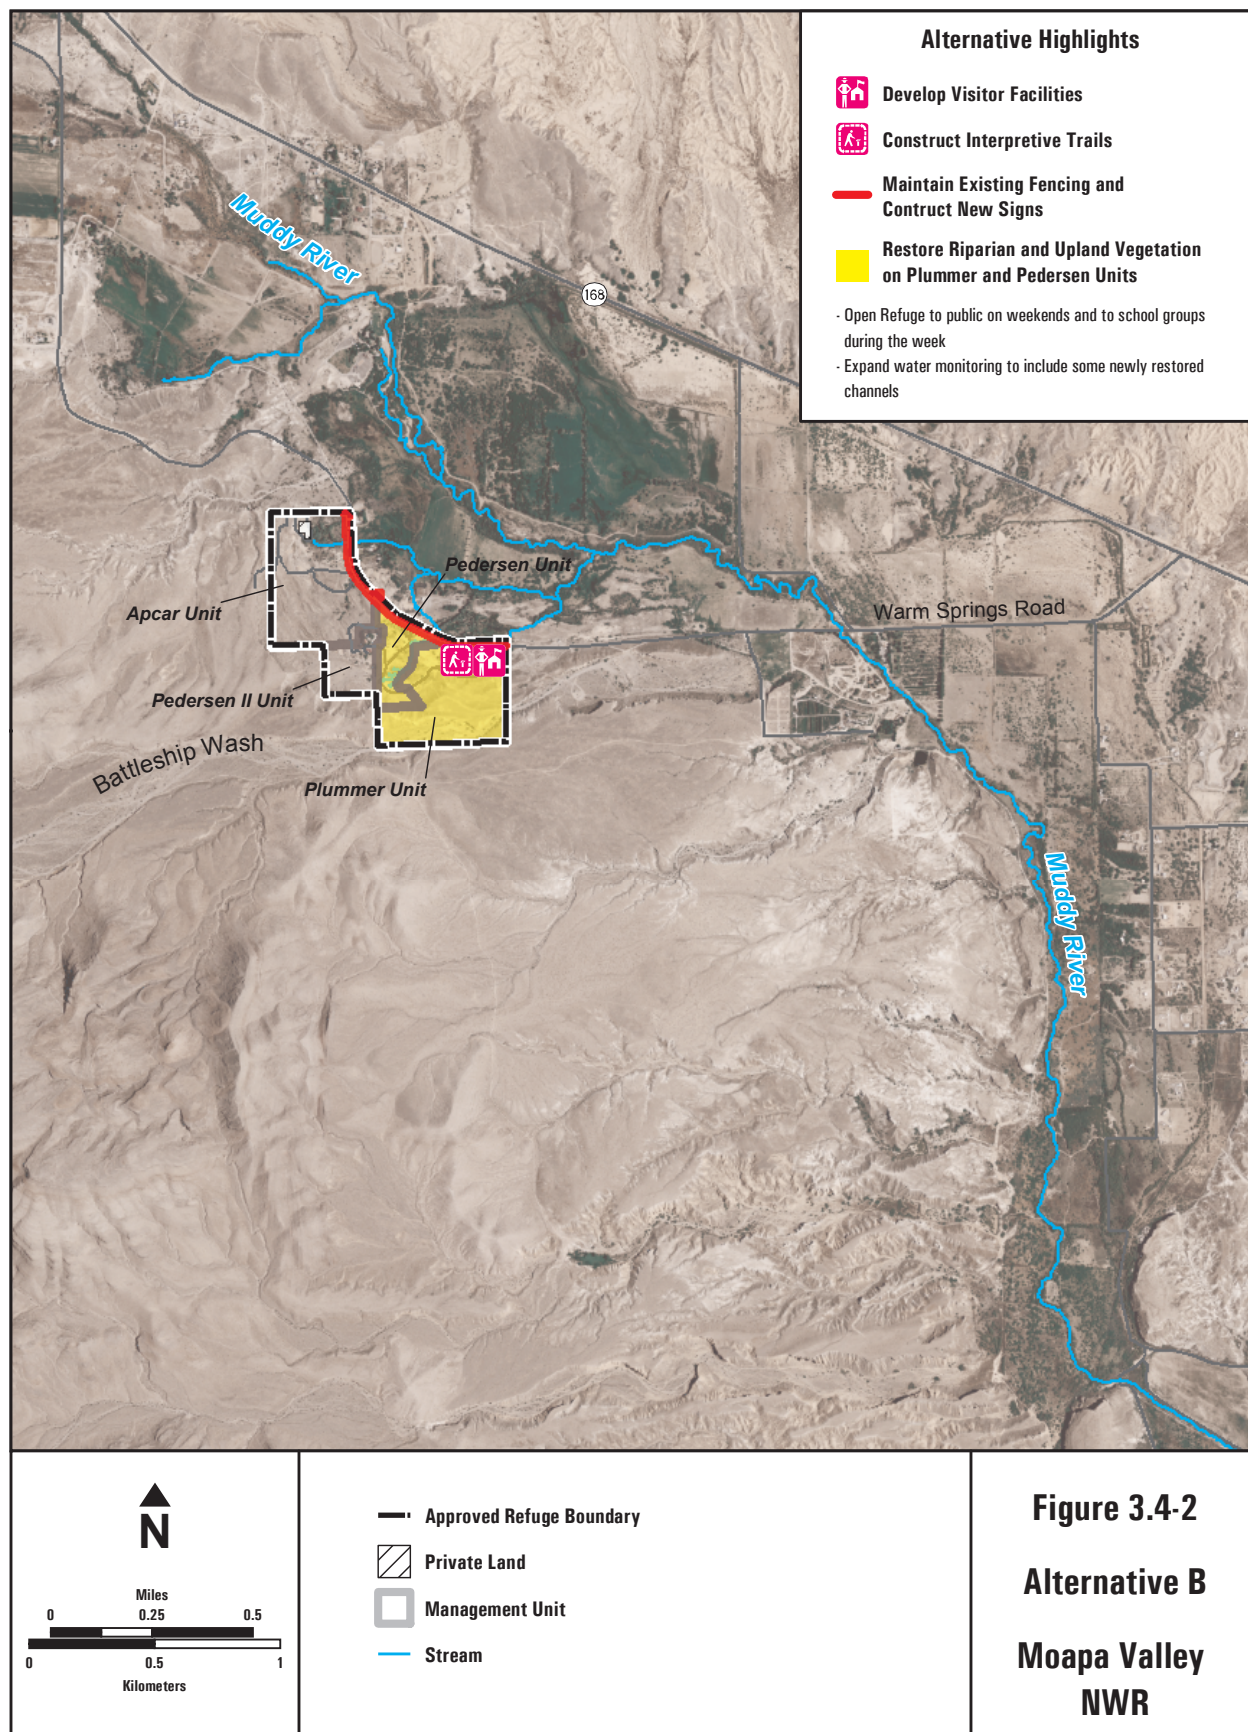 Alternative Highlights
Develop Visitor Facilities
Construct Interpretive Trails
Maintain Existing Fencing and
Contruct New Signs
Restore Riparian and Upland Vegetation
on Plummer and Pedersen Units
- Open Refuge to public on weekends and to school groups
during the week
- Expand water monitoring to include some newly restored
channels
Muddy River
168
Pedersen Unit
Apcar Unit
Warm Springs Road
Pedersen II Unit
Battleship Wash
Plummer Unit
Muddy River
N
Miles
0 0.25 0.5
0 0.5 1
Kilometers
Approved Refuge Boundary
Private Land
Management Unit
Stream
Figure 3.4-2
Alternative B
Moapa Valley
NWR